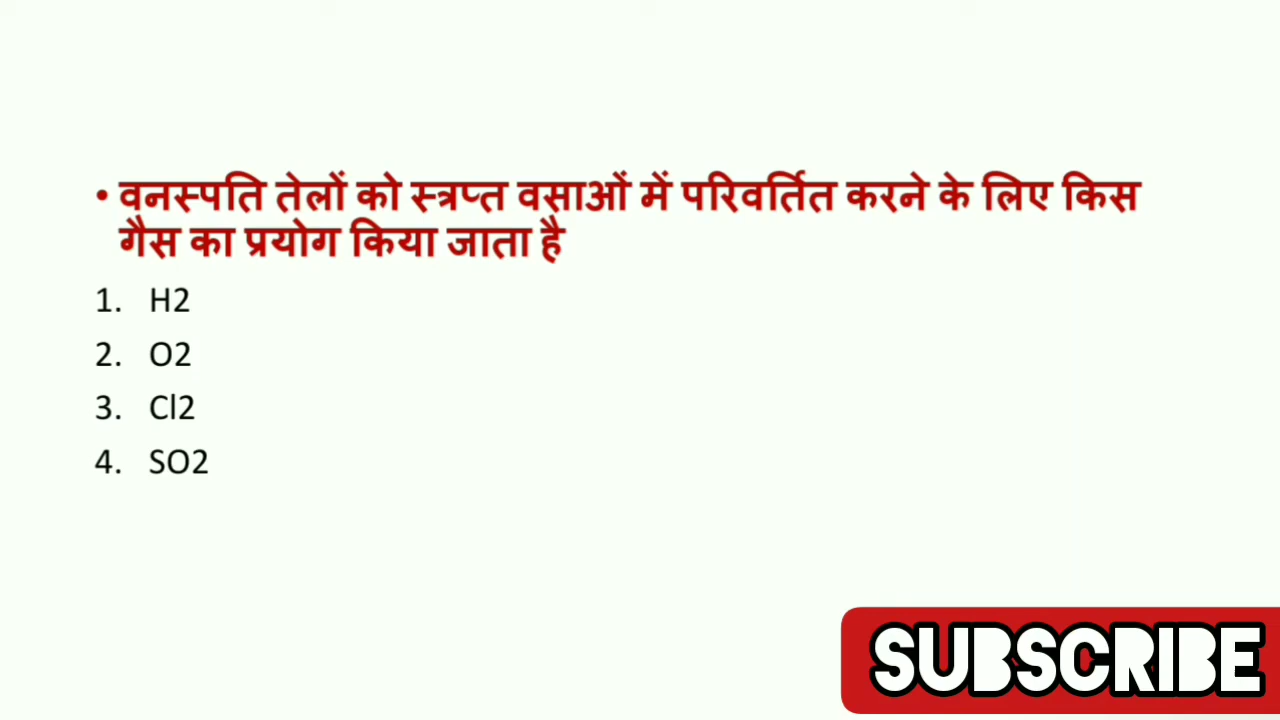 • वनस्पति तेलों को स्त्रप्त वसाओं में परिवर्तित करने के लिए किस
गैस का प्रयोग किया जाता है
1. H2
2. O2
3. Cl2
4. SO2
SUBSCRIBE